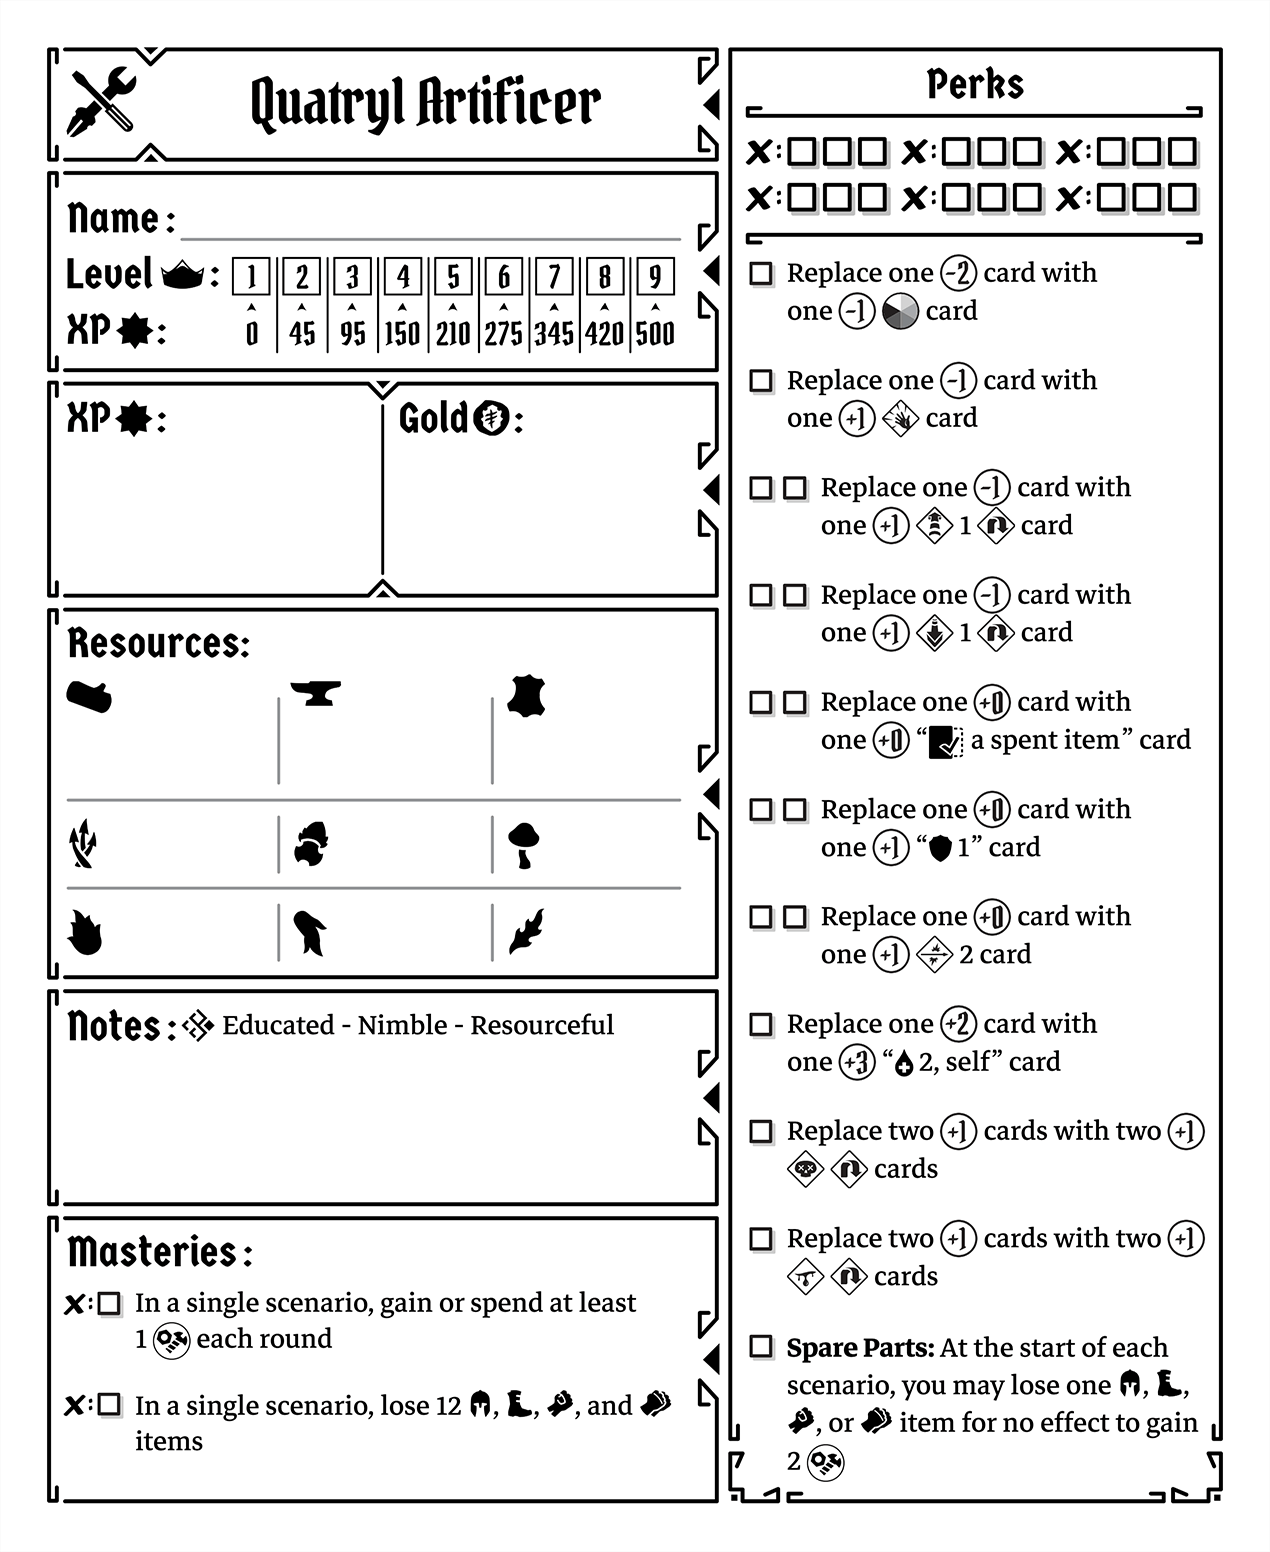 Quatryl Artificer
Name:
Level: 1 2 3 4 5 6 7 8 9
XP: 0 45 95 150 210 275 345 420 500
XP:
Gold:
Resources:
Notes: Educated - Nimble - Resourceful
Masteries:
In a single scenario, gain or spend at least
1 each round
In a single scenario, lose 12 , , , and
items
Perks
Replace one -2 card with
one -1 card
Replace one -1 card with
one +1 card
Replace one -1 card with
one +1 1 card
Replace one -1 card with
one +1 1 card
Replace one +0 card with
one +0 “ a spent item” card
Replace one +0 card with
one +1 “ 1” card
Replace one +0 card with
one +1 2 card
Replace one +2 card with
one +3 “ 2, self” card
Replace two +1 cards with two +1
cards
Replace two +1 cards with two +1
cards
Spare Parts: At the start of each
scenario, you may lose one , ,
, or item for no effect to gain
2